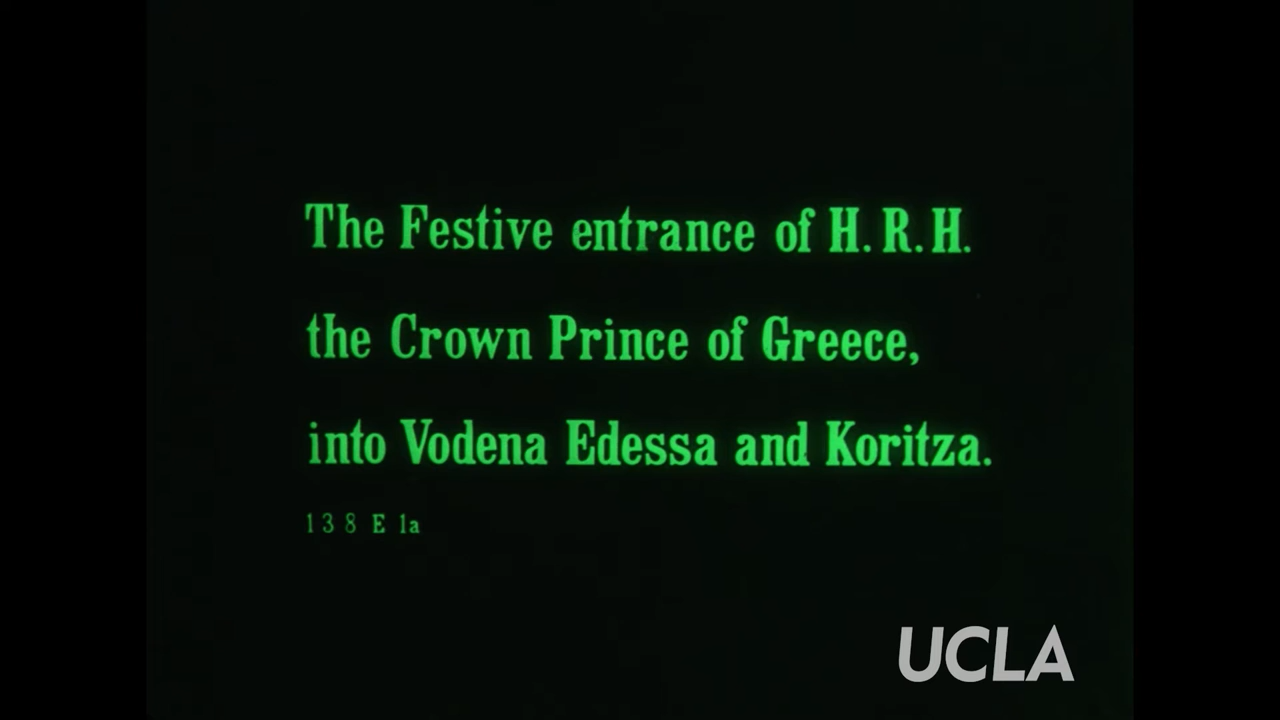 The Festive entrance of H. R. H.
the Crown Prince of Greece,
into Vodena Edessa and Koritza.
138 E 1a
UCLA